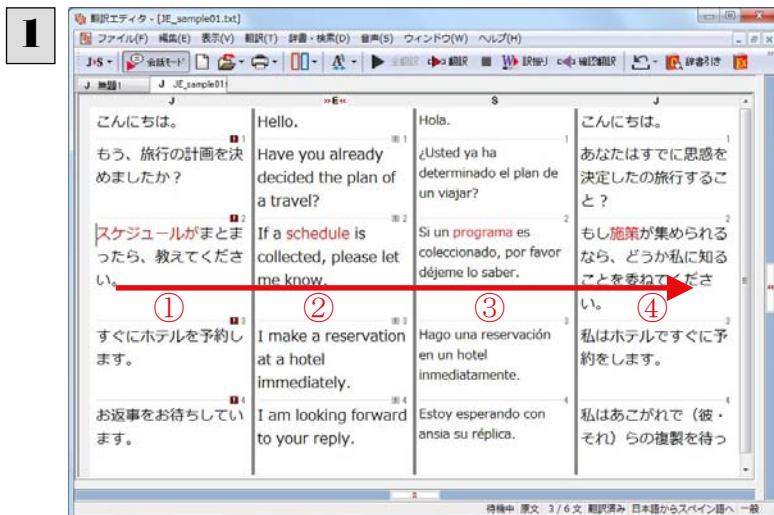 1
翻訳エディタ - [JE_sample01.txt]
ファイル(F) 編集(E) 表示(V) 翻訳(T) 辞書・検索(D) 音声(S) ウィンドウ(W) ヘルプ(H)
J›S 会話モード 全翻訳 翻訳 訳振り 確認翻訳 辞書引き
J 無題1 J JE_sample01
J »E« S J
こんにちは。
もう、旅行の計画を決
めましたか?
スケジュールがまとま
ったら、教えてくださ
い。
①
すぐにホテルを予約し
ます。
お返事をお待ちしてい
ます。
Hello.
Have you already
decided the plan of
a travel?
If a schedule is
collected, please let
me know.
②
I make a reservation
at a hotel
immediately.
I am looking forward
to your reply.
Hola.
¿Usted ya ha
determinado el plan de
un viajar?
Si un programa es
coleccionado, por favor
déjeme lo saber.
③
Hago una reservación
en un hotel
inmediatamente.
Estoy esperando con
ansia su réplica.
こんにちは。
あなたはすでに思惑を
決定したの旅行するこ
と?
もし施策が集められる
なら、どうか私に知る
ことを委ねてくださ
い。
④
私はホテルですぐに予
約をします。
私はあこがれて(彼・
それ)らの複製を待っ
待機中 原文 3/6文 翻訳済み 日本語からスペイン語へ 一般